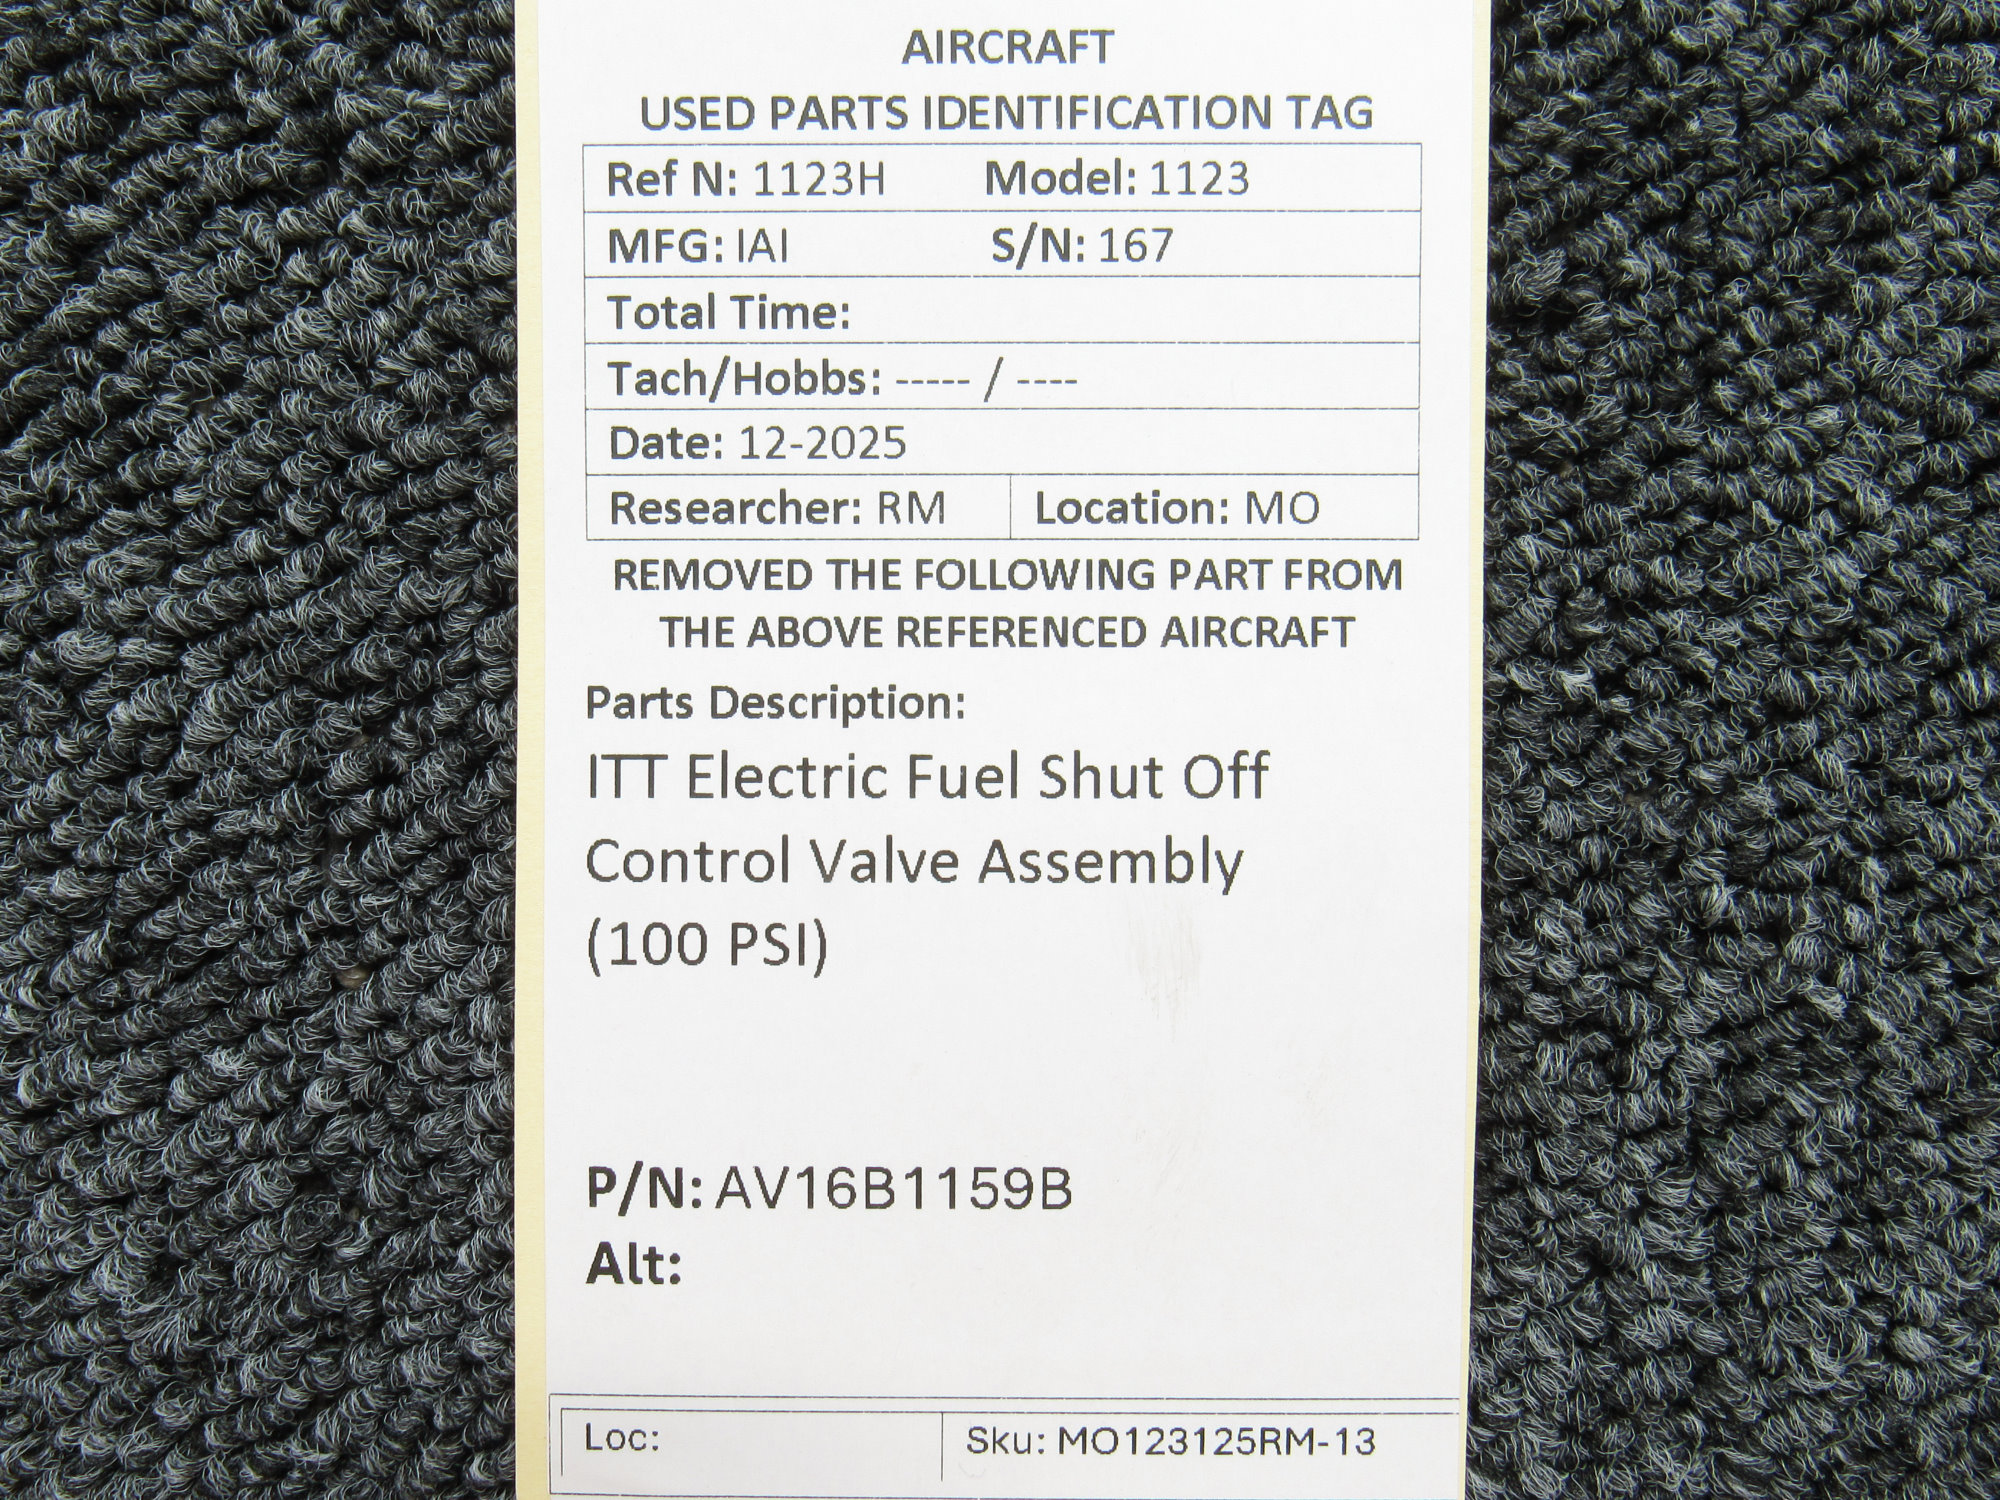 AIRCRAFT
USED PARTS IDENTIFICATION TAG
Ref N: 1123H Model: 1123
MFG: IAI S/N: 167
Total Time:
Tach/Hobbs: ----- / ----
Date: 12-2025
Researcher: RM Location: MO
REMOVED THE FOLLOWING PART FROM
THE ABOVE REFERENCED AIRCRAFT
Parts Description:
ITT Electric Fuel Shut Off
Control Valve Assembly
(100 PSI)
P/N: AV16B1159B
Alt:
Loc: Sku: MO123125RM-13